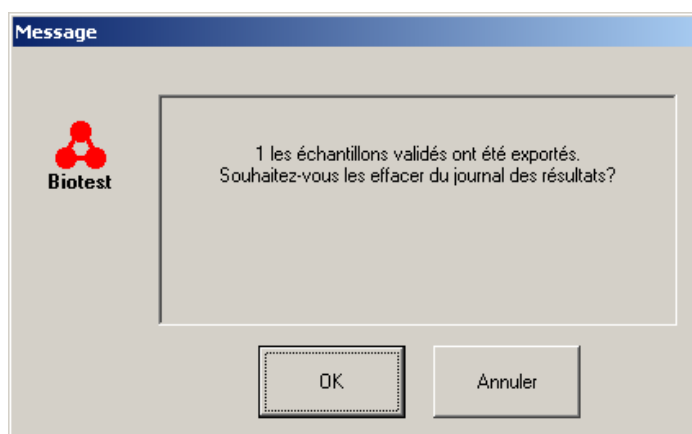 Message
1 les échantillons validés ont été exportés.
Souhaitez-vous les effacer du journal des résultats?
Biotest
OK
Annuler